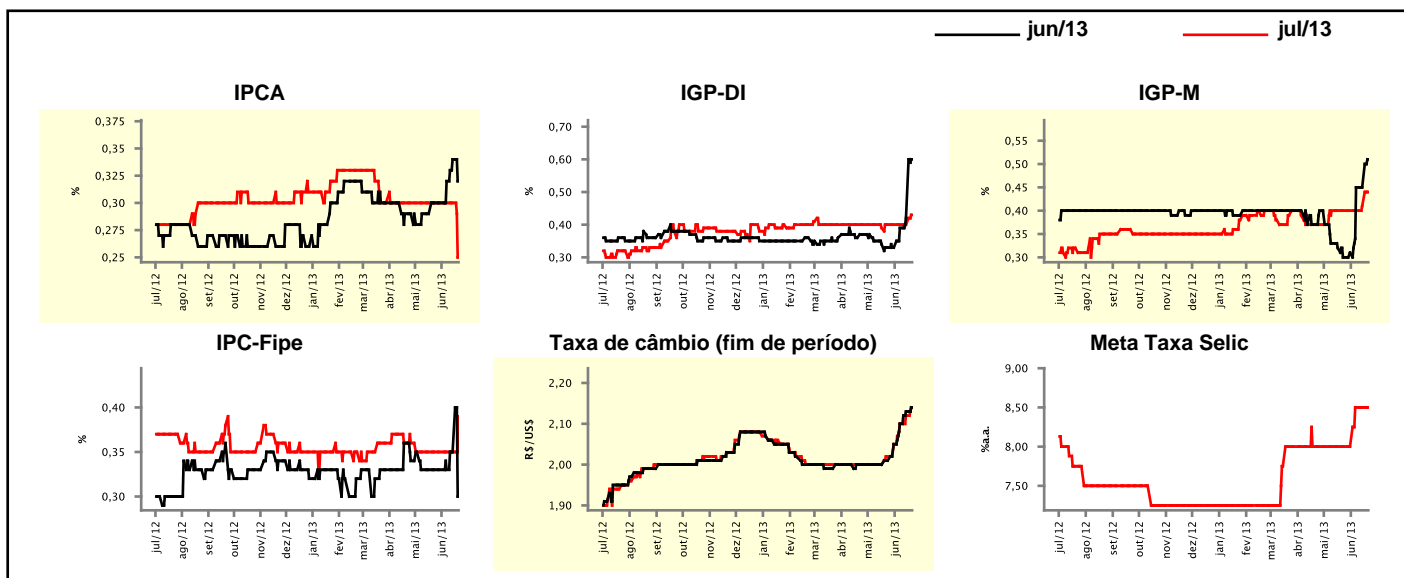 jun/13 jul/13
IPCA IGP-DI IGP-M
0,375
0,35
0,325
0,30
0,275
0,25
%
jul/12 ago/12 set/12 out/12 nov/12 dez/12 jan/13 fev/13 mar/13 abr/13 mai/13 jun/13
0,70
0,60
0,50
0,40
0,30
%
jul/12 ago/12 set/12 out/12 nov/12 dez/12 jan/13 fev/13 mar/13 abr/13 mai/13 jun/13
0,55
0,50
0,45
0,40
0,35
0,30
%
jul/12 ago/12 set/12 out/12 nov/12 dez/12 jan/13 fev/13 mar/13 abr/13 mai/13 jun/13
IPC-Fipe Taxa de câmbio (fim de período) Meta Taxa Selic
0,40
0,35
0,30
%
jul/12 ago/12 set/12 out/12 nov/12 dez/12 jan/13 fev/13 mar/13 abr/13 mai/13 jun/13
2,20
2,10
2,00
1,90
R$/US$
jul/12 ago/12 set/12 out/12 nov/12 dez/12 jan/13 fev/13 mar/13 abr/13 mai/13 jun/13
9,00
8,50
8,00
7,50
%a.a.
jul/12 ago/12 set/12 out/12 nov/12 dez/12 jan/13 fev/13 mar/13 abr/13 mai/13 jun/13